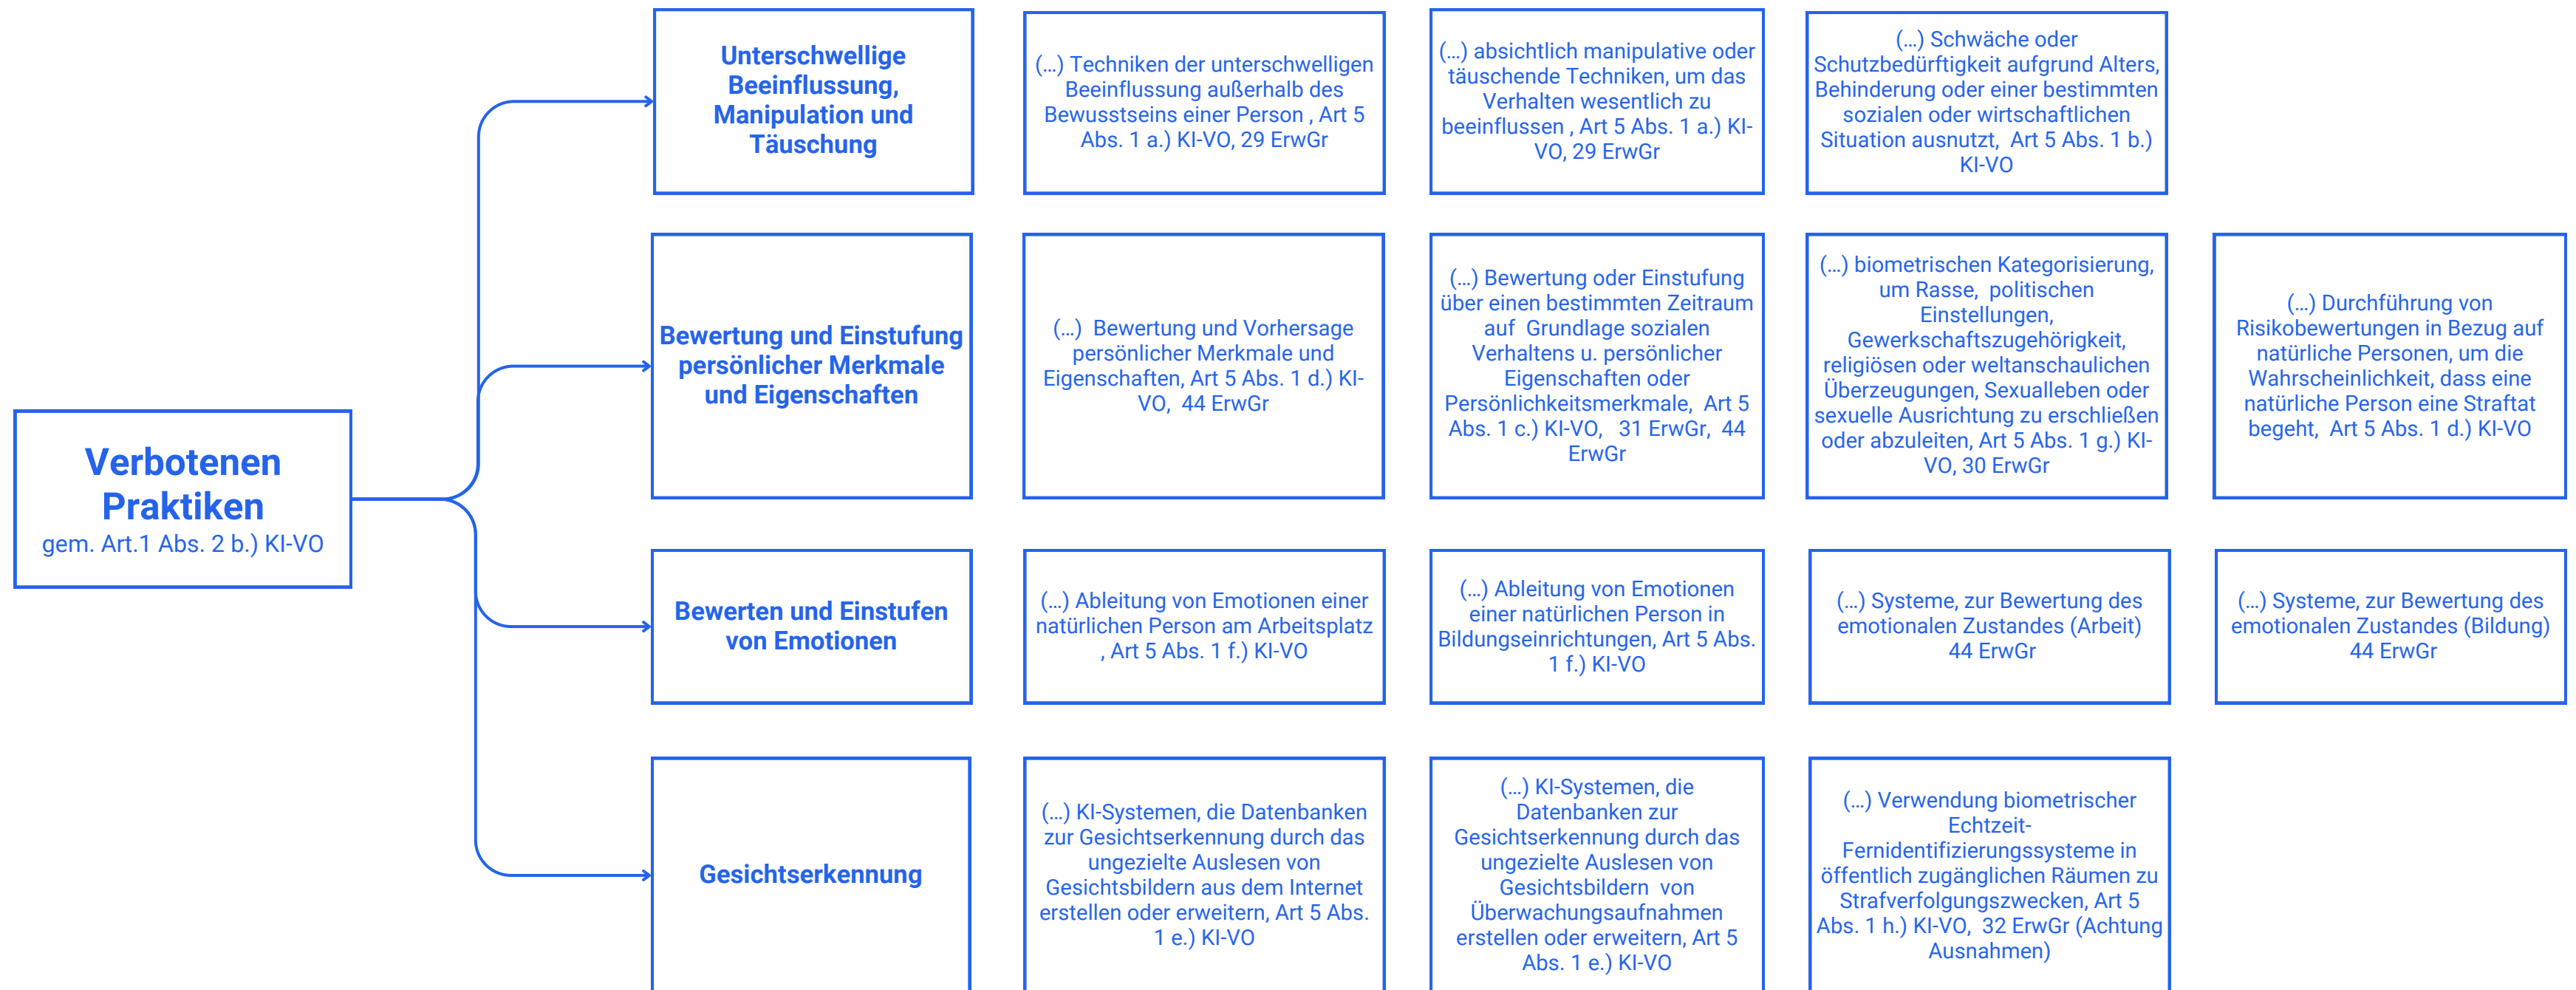 Verbotenen
Praktiken
gem. Art.1 Abs. 2 b.) KI-VO
Unterschwellige
Beeinflussung,
Manipulation und
Täuschung
(...) Techniken der unterschwelligen
Beeinflussung außerhalb des
Bewusstseins einer Person , Art 5
Abs. 1 a.) KI-VO, 29 ErwGr
(...) absichtlich manipulative oder
täuschende Techniken, um das
Verhalten wesentlich zu
beeinflussen , Art 5 Abs. 1 a.) KI-
VO, 29 ErwGr
(...) Schwäche oder
Schutzbedürftigkeit aufgrund Alters,
Behinderung oder einer bestimmten
sozialen oder wirtschaftlichen
Situation ausnutzt, Art 5 Abs. 1 b.)
KI-VO
Bewertung und Einstufung
persönlicher Merkmale
und Eigenschaften
(...) Bewertung und Vorhersage
persönlicher Merkmale und
Eigenschaften, Art 5 Abs. 1 d.) KI-
VO, 44 ErwGr
(...) Bewertung oder Einstufung
über einen bestimmten Zeitraum
auf Grundlage sozialen
Verhaltens u. persönlicher
Eigenschaften oder
Persönlichkeitsmerkmale, Art 5
Abs. 1 c.) KI-VO, 31 ErwGr, 44
ErwGr
(...) biometrischen Kategorisierung,
um Rasse, politischen
Einstellungen,
Gewerkschaftszugehörigkeit,
religiösen oder weltanschaulichen
Überzeugungen, Sexualleben oder
sexuelle Ausrichtung zu erschließen
oder abzuleiten, Art 5 Abs. 1 g.) KI-
VO, 30 ErwGr
(...) Durchführung von
Risikobewertungen in Bezug auf
natürliche Personen, um die
Wahrscheinlichkeit, dass eine
natürliche Person eine Straftat
begeht, Art 5 Abs. 1 d.) KI-VO
Bewerten und Einstufen
von Emotionen
(...) Ableitung von Emotionen einer
natürlichen Person am Arbeitsplatz
, Art 5 Abs. 1 f.) KI-VO
(...) Ableitung von Emotionen
einer natürlichen Person in
Bildungseinrichtungen, Art 5 Abs.
1 f.) KI-VO
(...) Systeme, zur Bewertung des
emotionalen Zustandes (Arbeit)
44 ErwGr
(...) Systeme, zur Bewertung des
emotionalen Zustandes (Bildung)
44 ErwGr
Gesichtserkennung
(...) KI-Systemen, die Datenbanken
zur Gesichtserkennung durch das
ungezielte Auslesen von
Gesichtsbildern aus dem Internet
erstellen oder erweitern, Art 5 Abs.
1 e.) KI-VO
(...) KI-Systemen, die
Datenbanken zur
Gesichtserkennung durch das
ungezielte Auslesen von
Gesichtsbildern von
Überwachungsaufnahmen
erstellen oder erweitern, Art 5
Abs. 1 e.) KI-VO
(...) Verwendung biometrischer
Echtzeit-
Fernidentifizierungssysteme in
öffentlich zugänglichen Räumen zu
Strafverfolgungszwecken, Art 5
Abs. 1 h.) KI-VO, 32 ErwGr (Achtung
Ausnahmen)